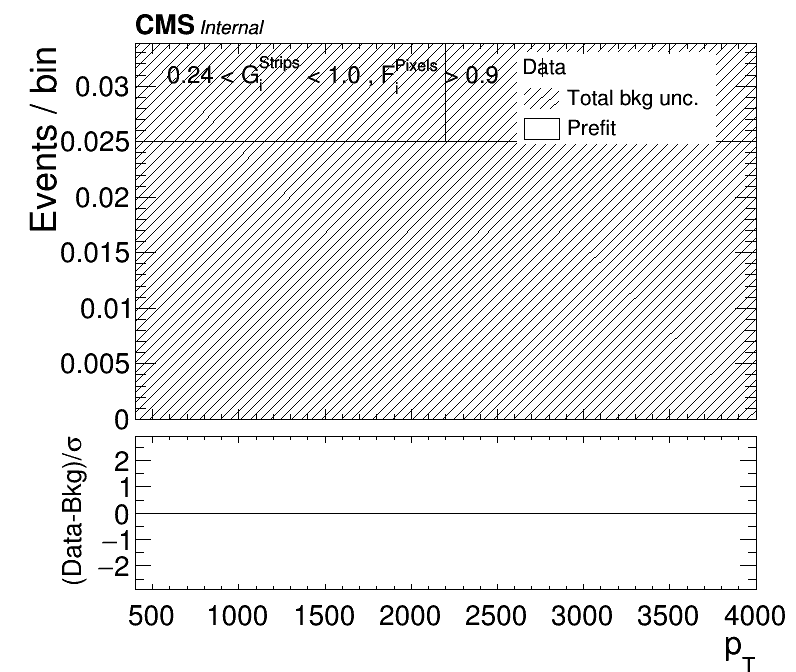 CMS Internal
Events / bin
0.24 < G_i^Strips < 1.0 , F_i^Pixels > 0.9
Data
Total bkg unc.
Prefit
0.03
0.025
0.02
0.015
0.01
0.005
0
(Data-Bkg)/σ
2
1
0
−1
−2
500 1000 1500 2000 2500 3000 3500 4000
p_T